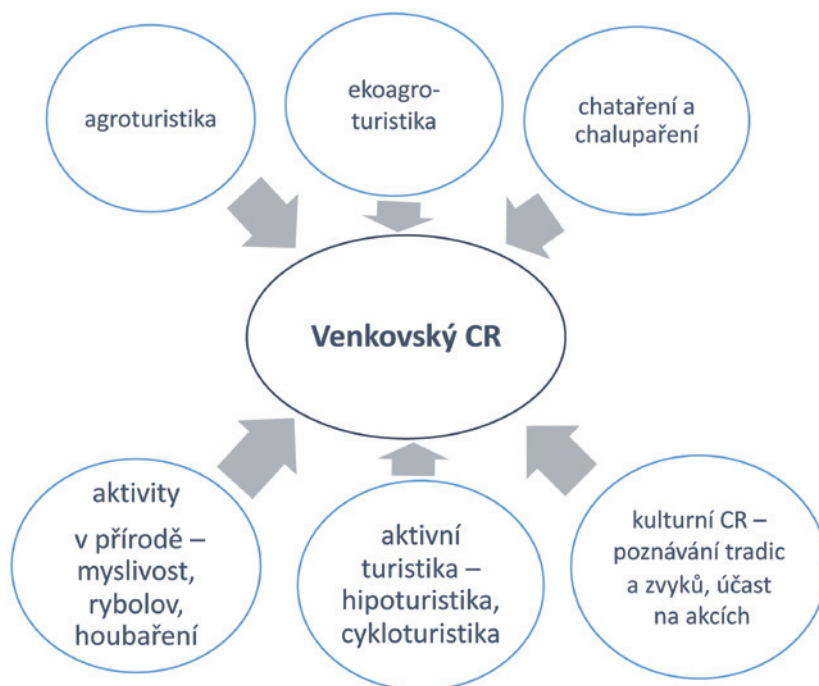 agroturistika
ekoagro-
turistika
chataření a
chalupaření
Venkovský CR
aktivity
v přírodě –
myslivost,
rybolov,
houbaření
aktivní
turistika –
hipoturistika,
cykloturistika
kulturní CR –
poznávání tradic
a zvyků, účast
na akcích